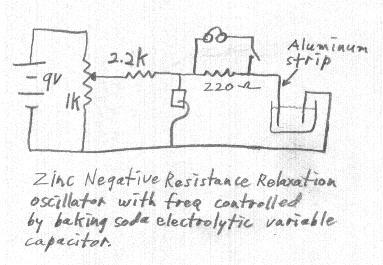 2.2k
Aluminum
strip
9v
1k
220Ω
Zinc Negative Resistance Relaxation
oscillator with freq controlled
by baking soda electrolytic variable
capacitor.